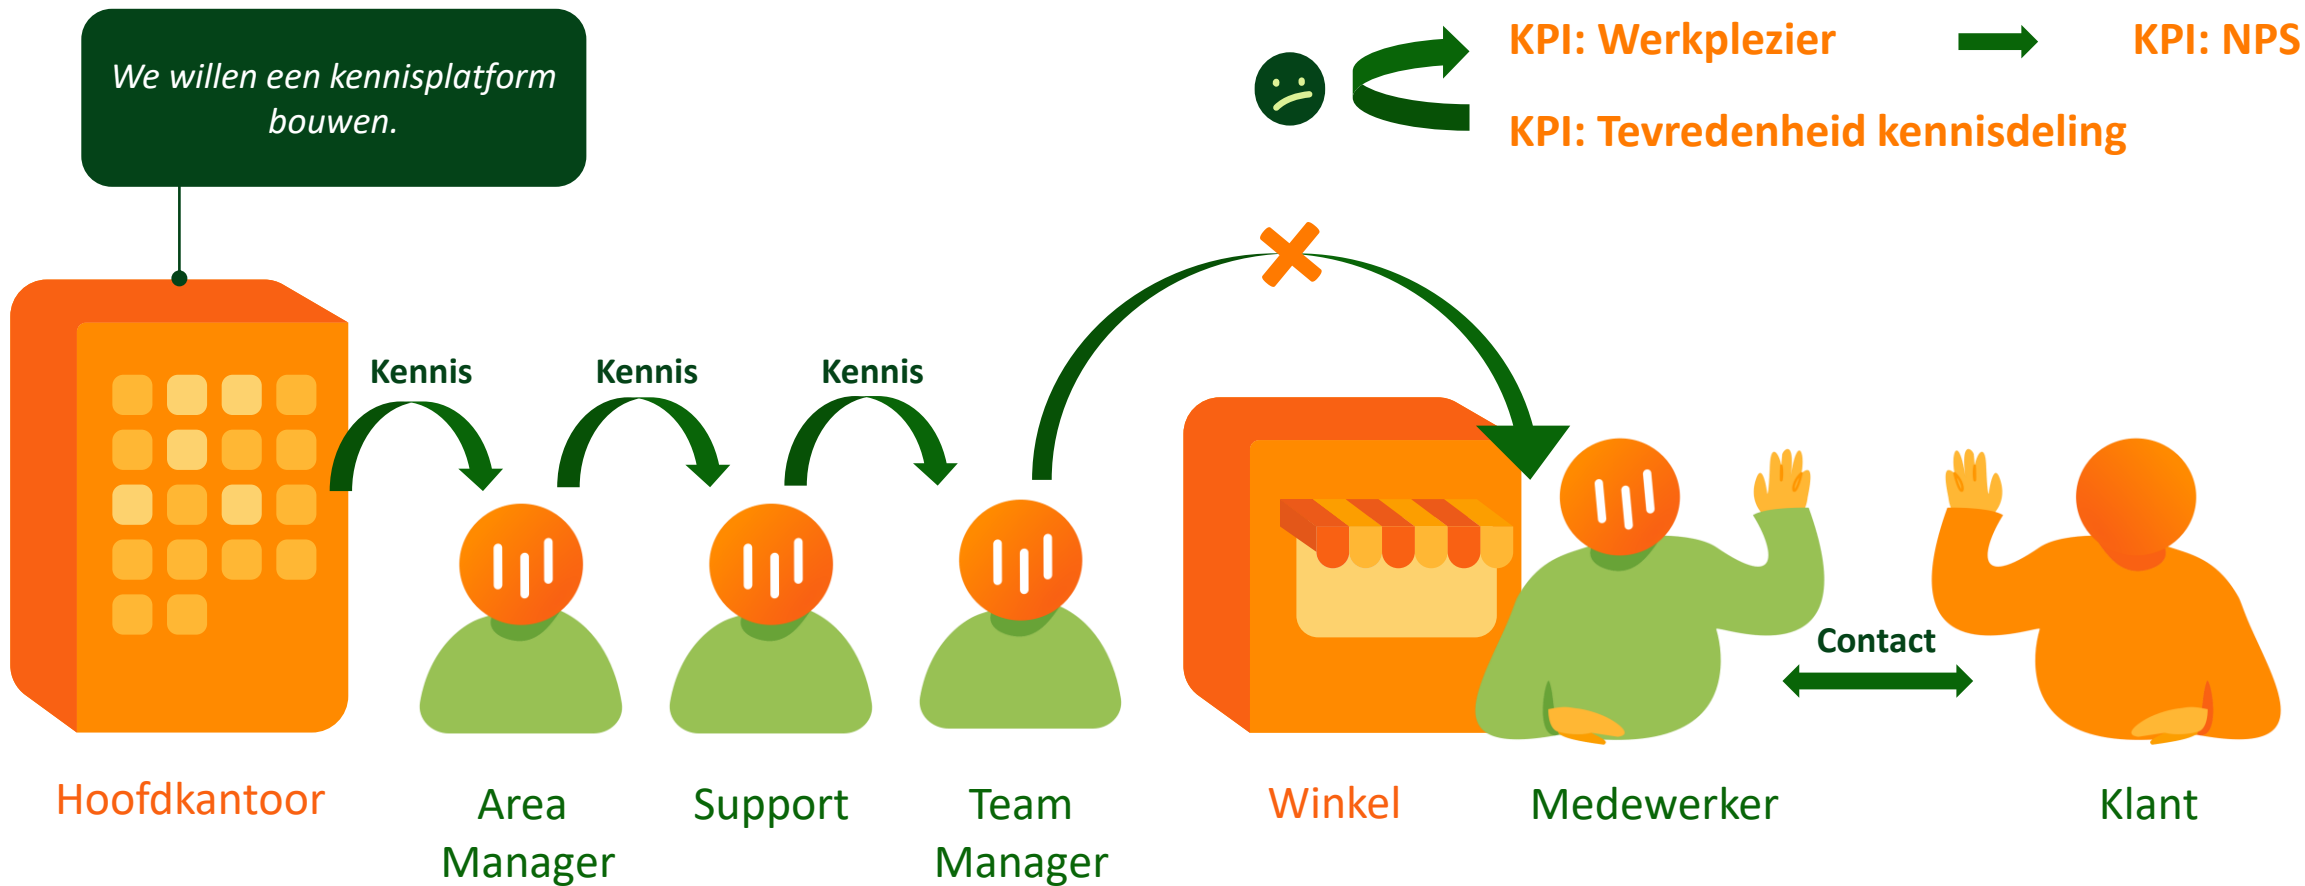 We willen een kennisplatform
bouwen.
KPI: Werkplezier
KPI: NPS
KPI: Tevredenheid kennisdeling
Kennis
Kennis
Kennis
Contact
Hoofdkantoor
Area
Manager
Support
Team
Manager
Winkel
Medewerker
Klant